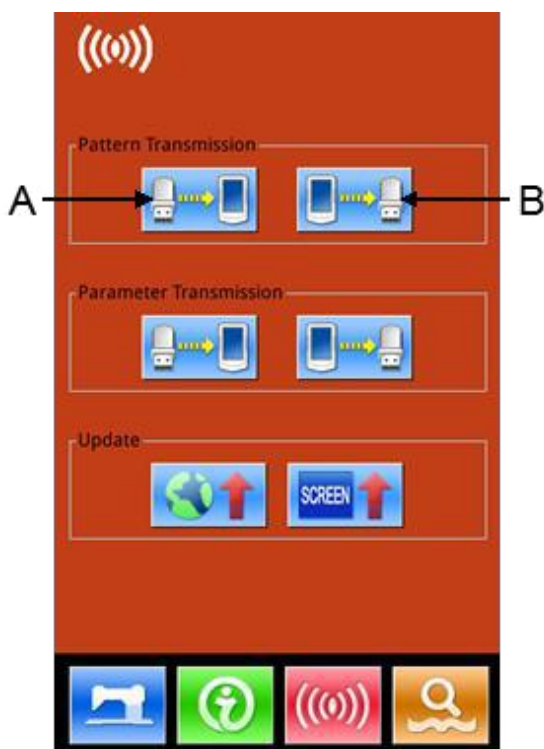 Pattern Transmission
A
B
Parameter Transmission
Update
SCREEN